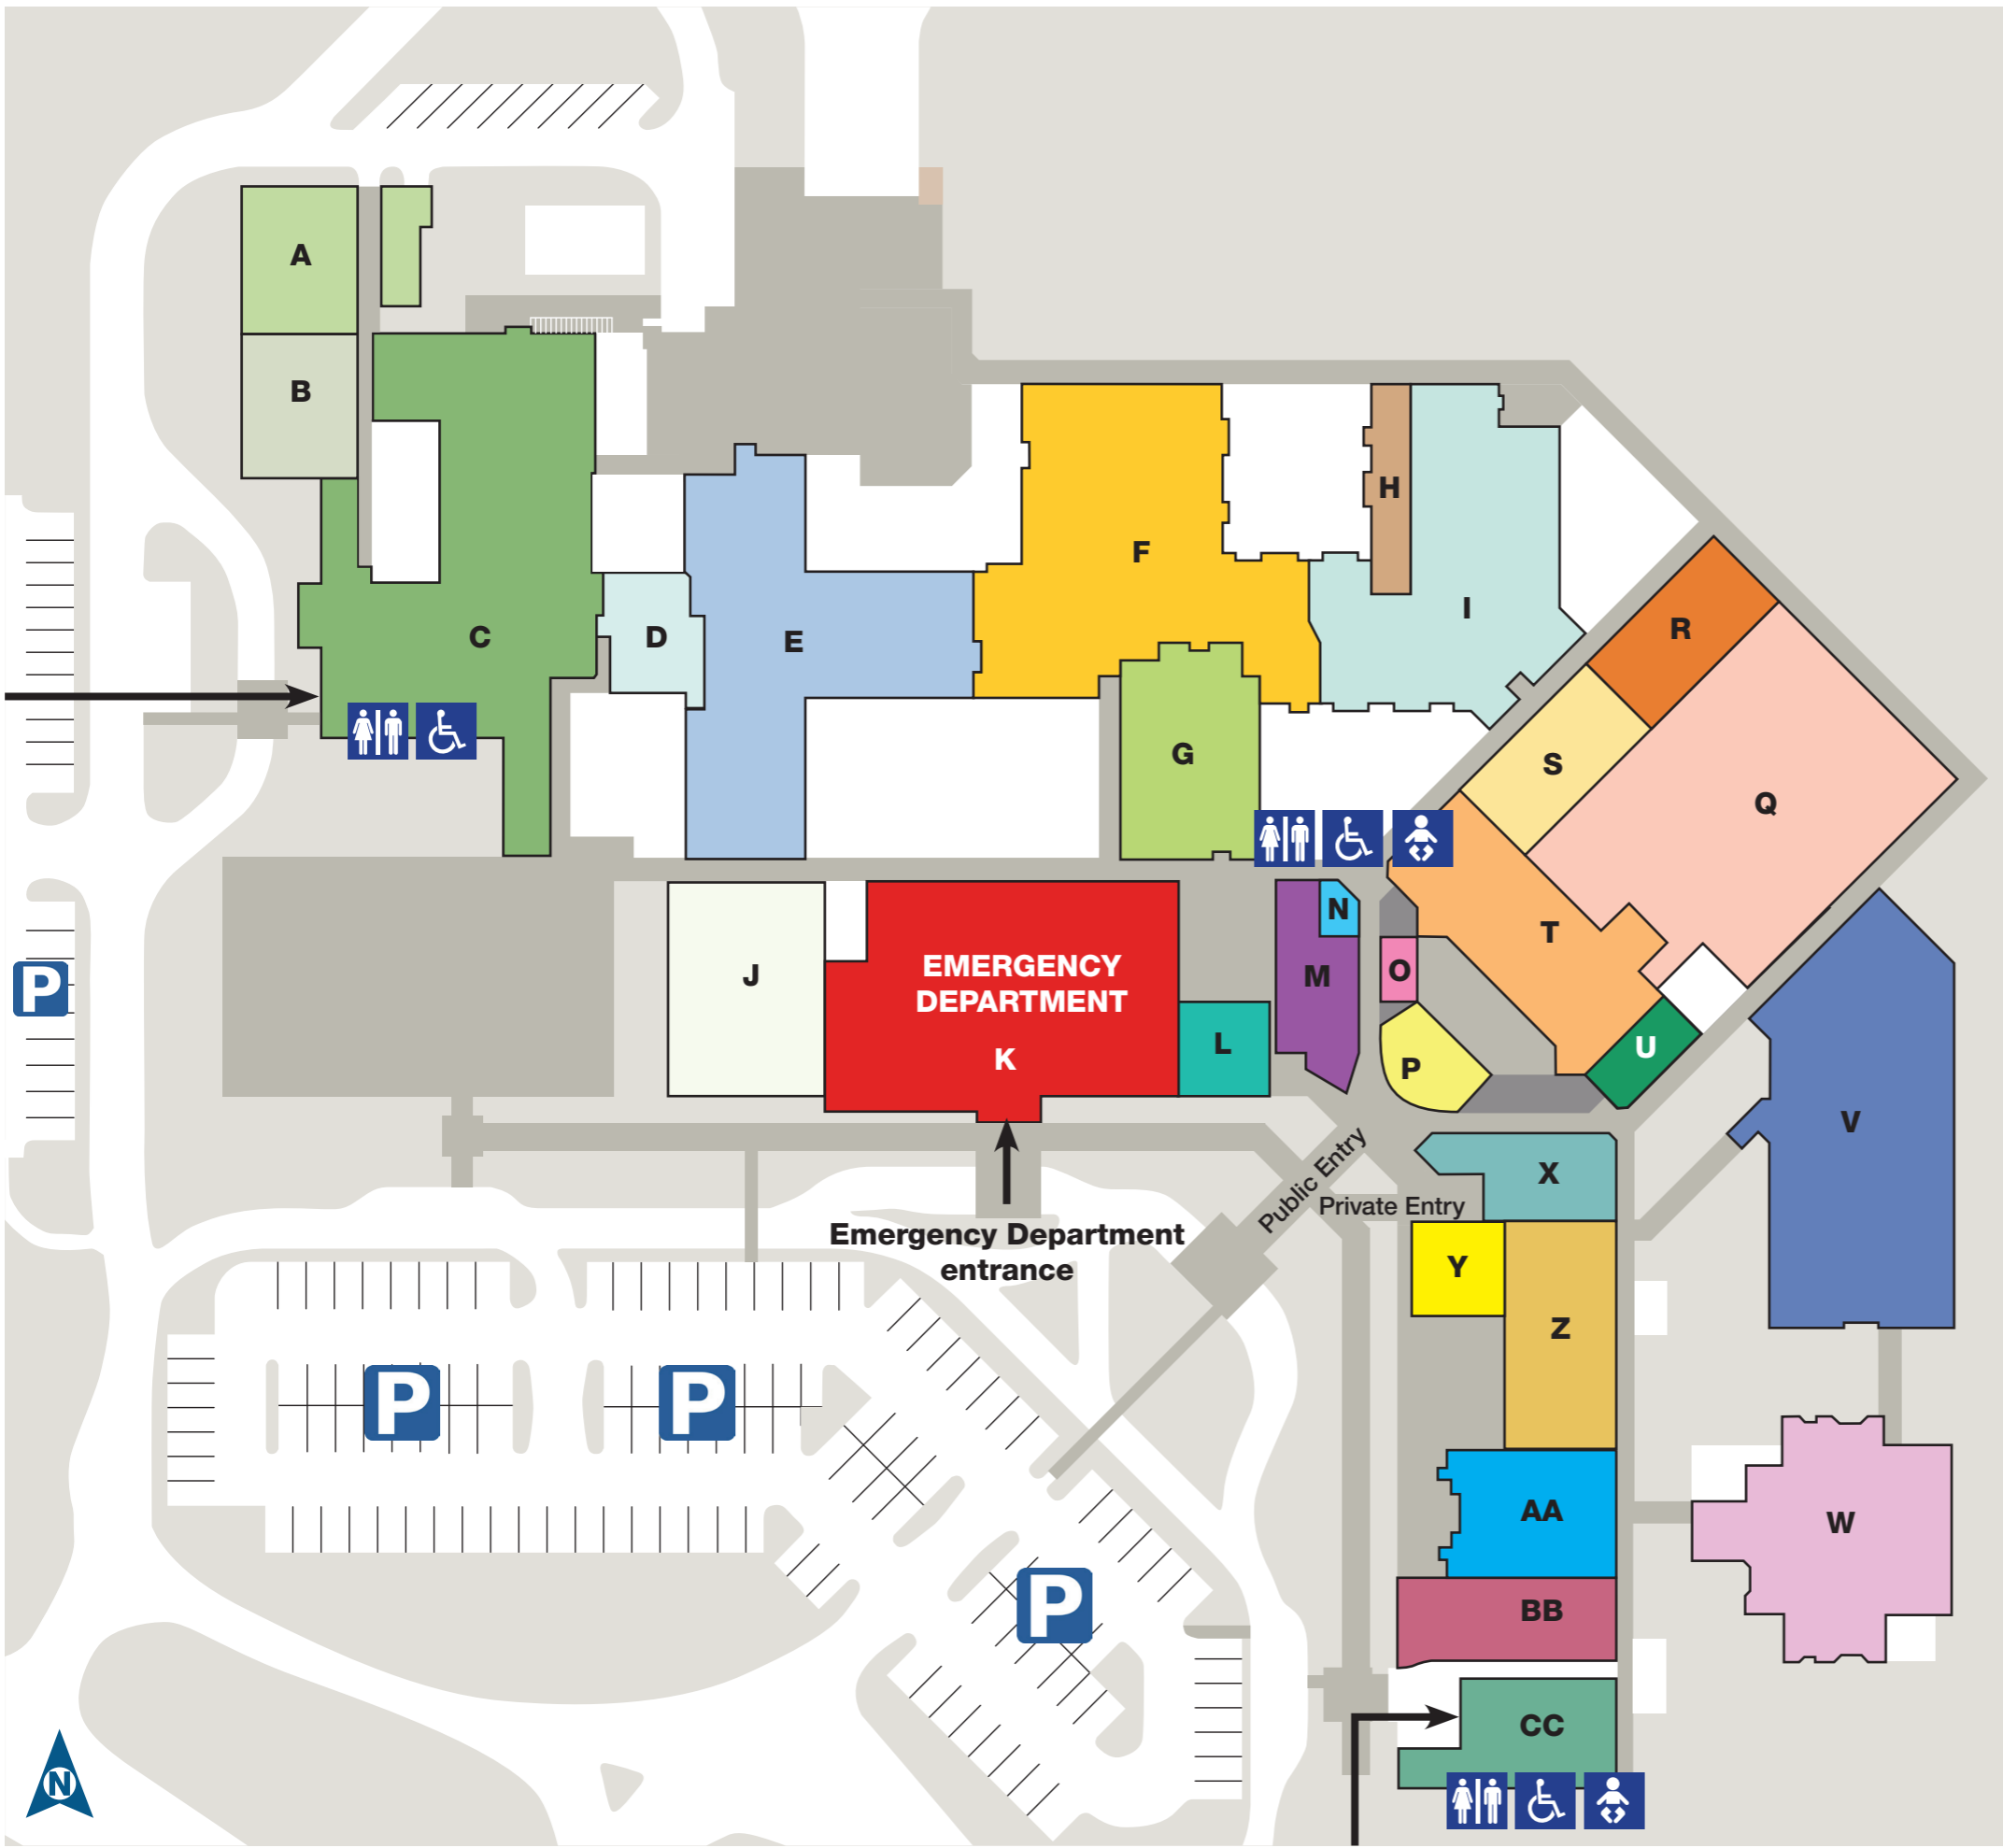 A
B
H
F
I
R
C
D
E
G
S
Q
N
T
EMERGENCY
DEPARTMENT
K
J
M
O
L
P
U
V
P
Public Entry
X
Private Entry
Emergency Department
entrance
Y
Z
P
P
AA
W
P
BB
CC
N